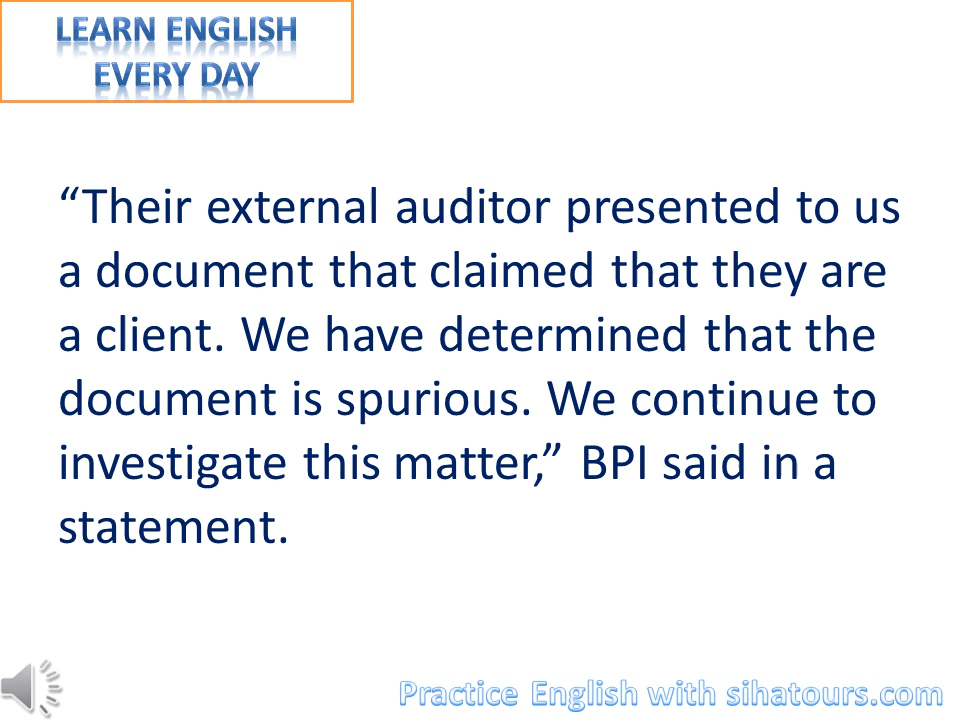 LEARN ENGLISH
EVERY DAY
“Their external auditor presented to us
a document that claimed that they are
a client. We have determined that the
document is spurious. We continue to
investigate this matter,” BPI said in a
statement.
Practice English with sihatours.com